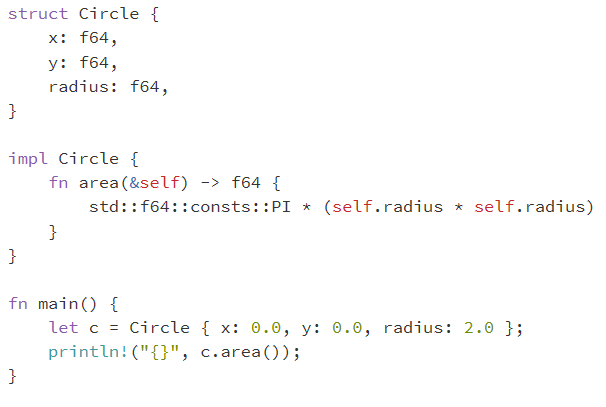 struct Circle {
    x: f64,
    y: f64,
    radius: f64,
}

impl Circle {
    fn area(&self) -> f64 {
        std::f64::consts::PI * (self.radius * self.radius)
    }
}

fn main() {
    let c = Circle { x: 0.0, y: 0.0, radius: 2.0 };
    println!("{}", c.area());
}